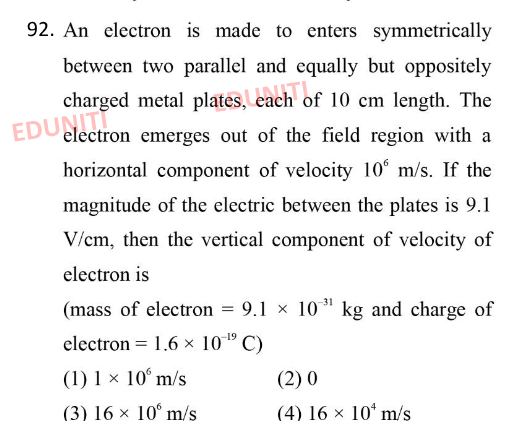 92. An electron is made to enters symmetrically
between two parallel and equally but oppositely
charged metal plates, each of 10 cm length. The
electron emerges out of the field region with a
horizontal component of velocity 10⁶ m/s. If the
magnitude of the electric between the plates is 9.1
V/cm, then the vertical component of velocity of
electron is
(mass of electron = 9.1 × 10⁻³¹ kg and charge of
electron = 1.6 × 10⁻¹⁹ C)
(1) 1 × 10⁶ m/s (2) 0
(3) 16 × 10⁶ m/s (4) 16 × 10⁴ m/s
EDUNITI
EDUNITI